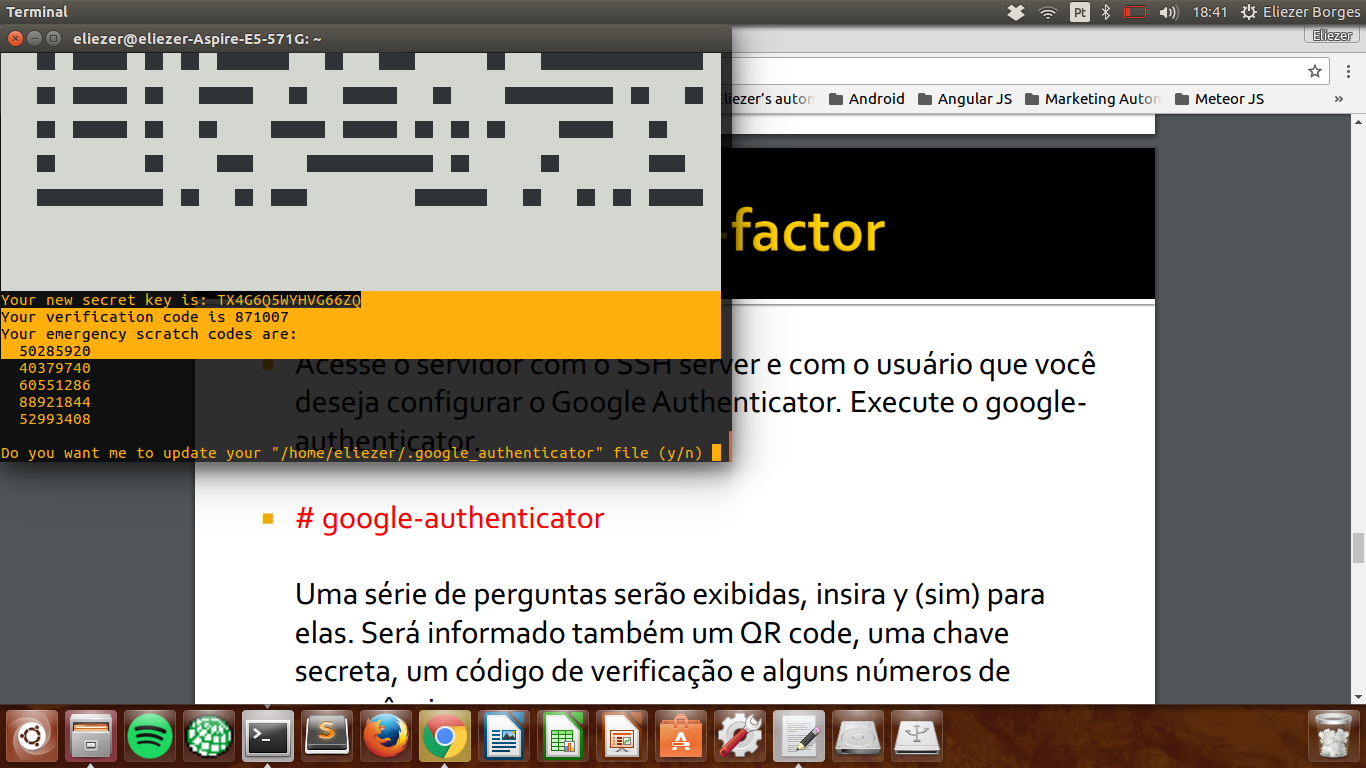 Terminal
Pt
18:41
Eliezer Borges
eliezer@eliezer-Aspire-E5-571G: ~
Eliezer
Eliezer's auton
Android
Angular JS
Marketing Auton
Meteor JS
»
-factor
Your new secret key is: TX4G6Q5WYHVG66ZQ
Your verification code is 871007
Your emergency scratch codes are:
50285920
40379740
60551286
88921844
52993408
Do you want me to update your "/home/eliezer/.google_authenticator" file (y/n)
Acesse o servidor com o SSH server e com o usuário que você
deseja configurar o Google Authenticator. Execute o google-
authenticator.
# google-authenticator
Uma série de perguntas serão exibidas, insira y (sim) para
elas. Será informado também um QR code, uma chave
secreta, um código de verificação e alguns números de